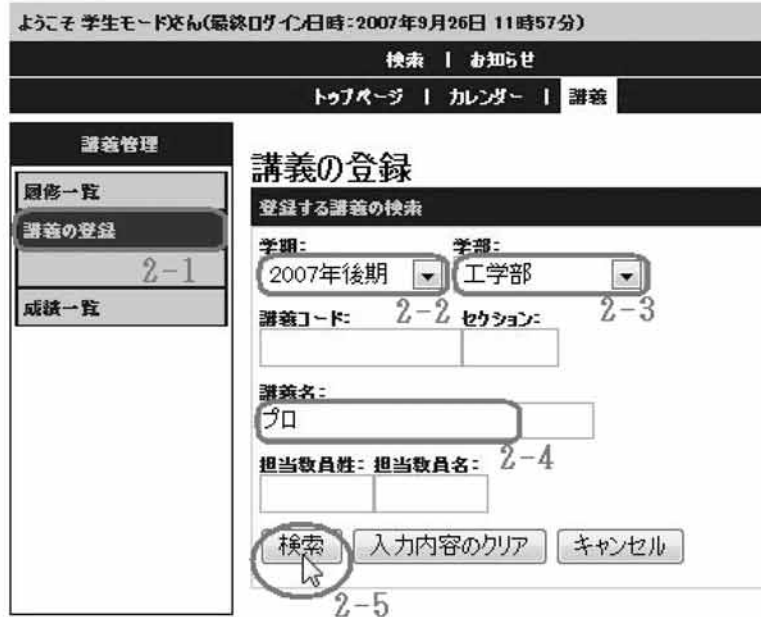 ようこそ 学生モードさん(最終ログイン日時:2007年9月26日 11時57分)
検索 | お知らせ
トップページ | カレンダー | 講義
講義管理
履修一覧
講義の登録
2-1
成績一覧
講義の登録
登録する講義の検索
学期: 学部:
2007年後期 工学部
2-2 2-3
講義コード: セクション:
講義名:
プロ
2-4
担当教員姓: 担当教員名:
検索 入力内容のクリア キャンセル
2-5